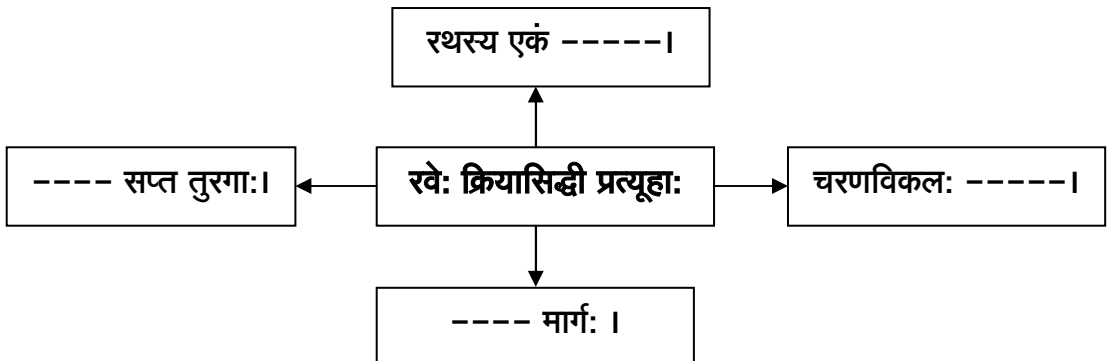 रथस्य एकं −−−−−।
−−−− सप्त तुरगा:।
रवे: क्रियासिद्धी प्रत्यूहा:
चरणविकल: −−−−−।
−−−− मार्ग: ।